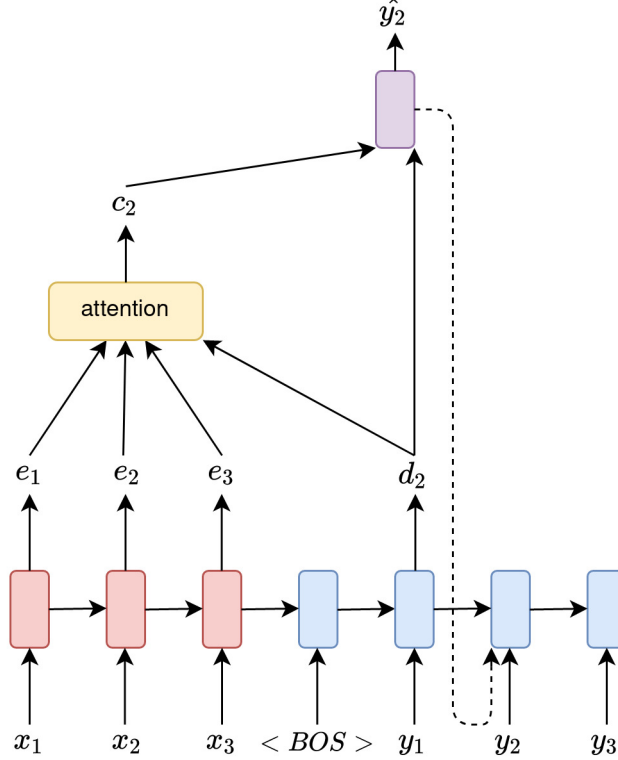 ŷ₂
c₂
attention
e₁ e₂ e₃ d₂
x₁ x₂ x₃ <BOS> y₁ y₂ y₃